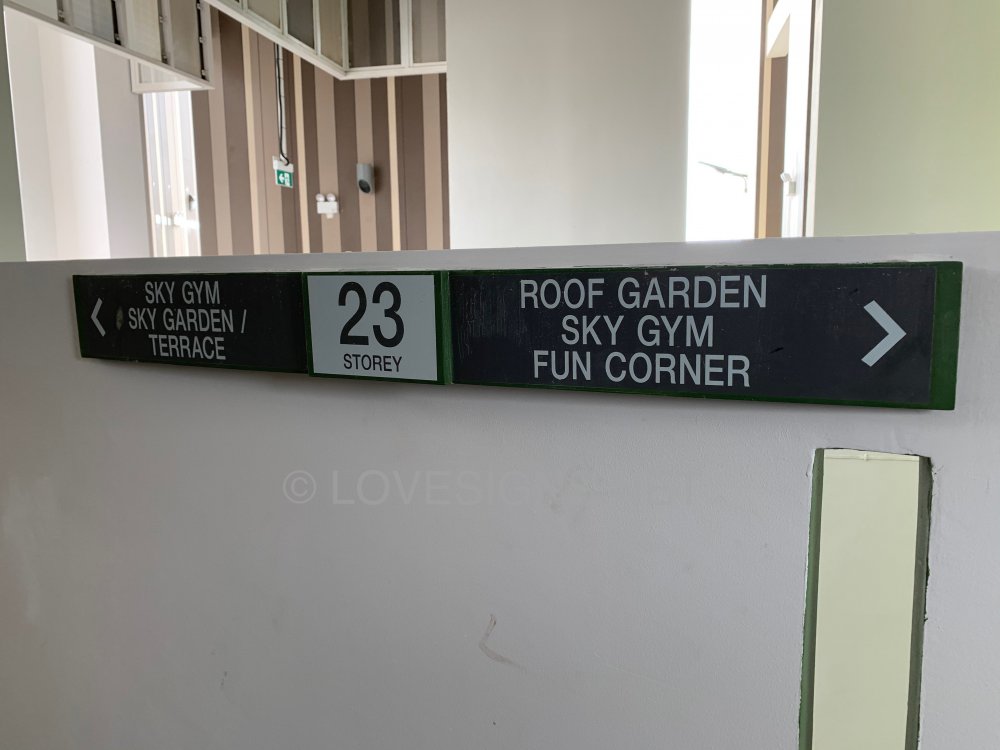 SKY GYM
SKY GARDEN /
TERRACE
23
STOREY
ROOF GARDEN
SKY GYM
FUN CORNER
©